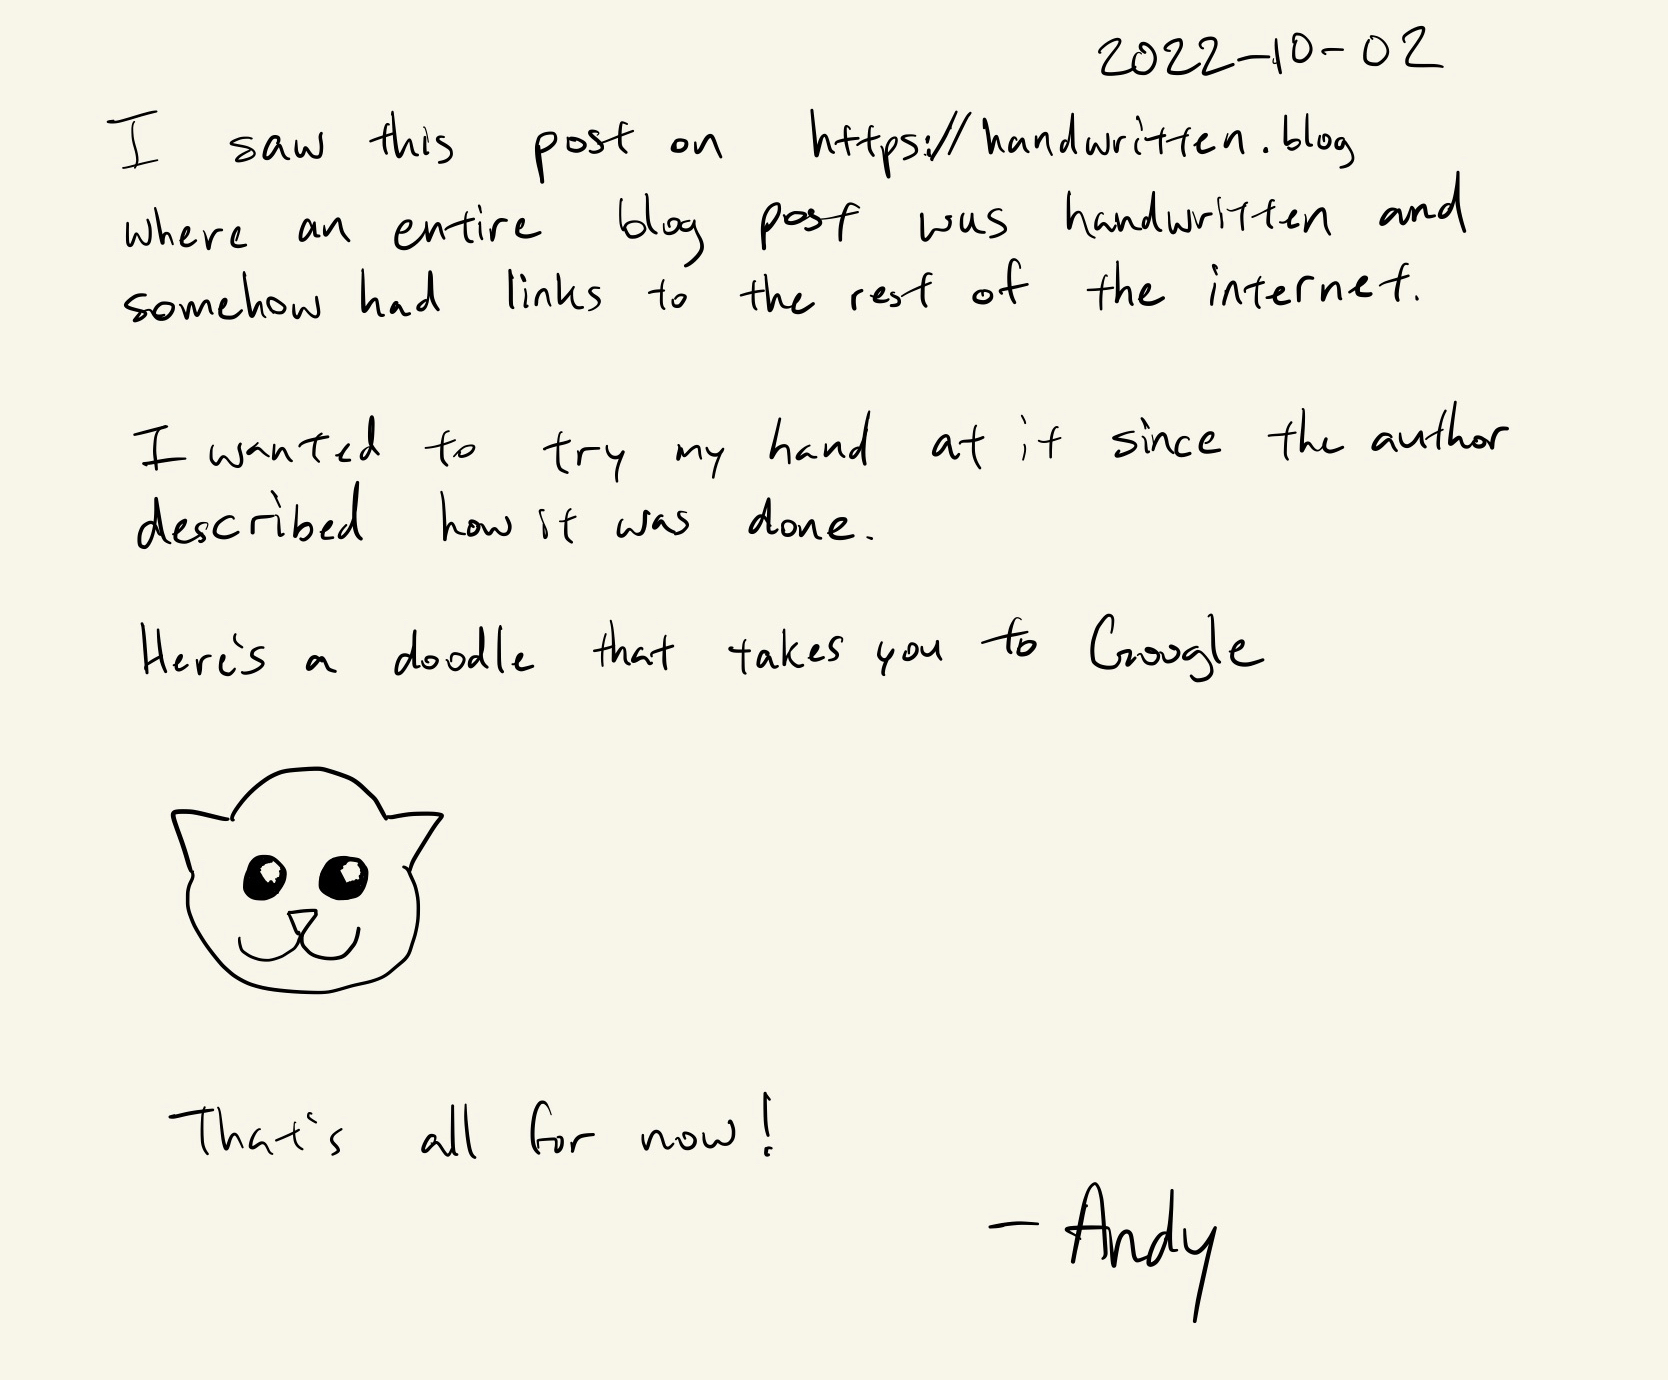 2022-10-02
I saw this post on https://handwritten.blog
where an entire blog post was handwritten and
somehow had links to the rest of the internet.
I wanted to try my hand at it since the author
described how it was done.
Here's a doodle that takes you to Google
That's all for now!
- Andy